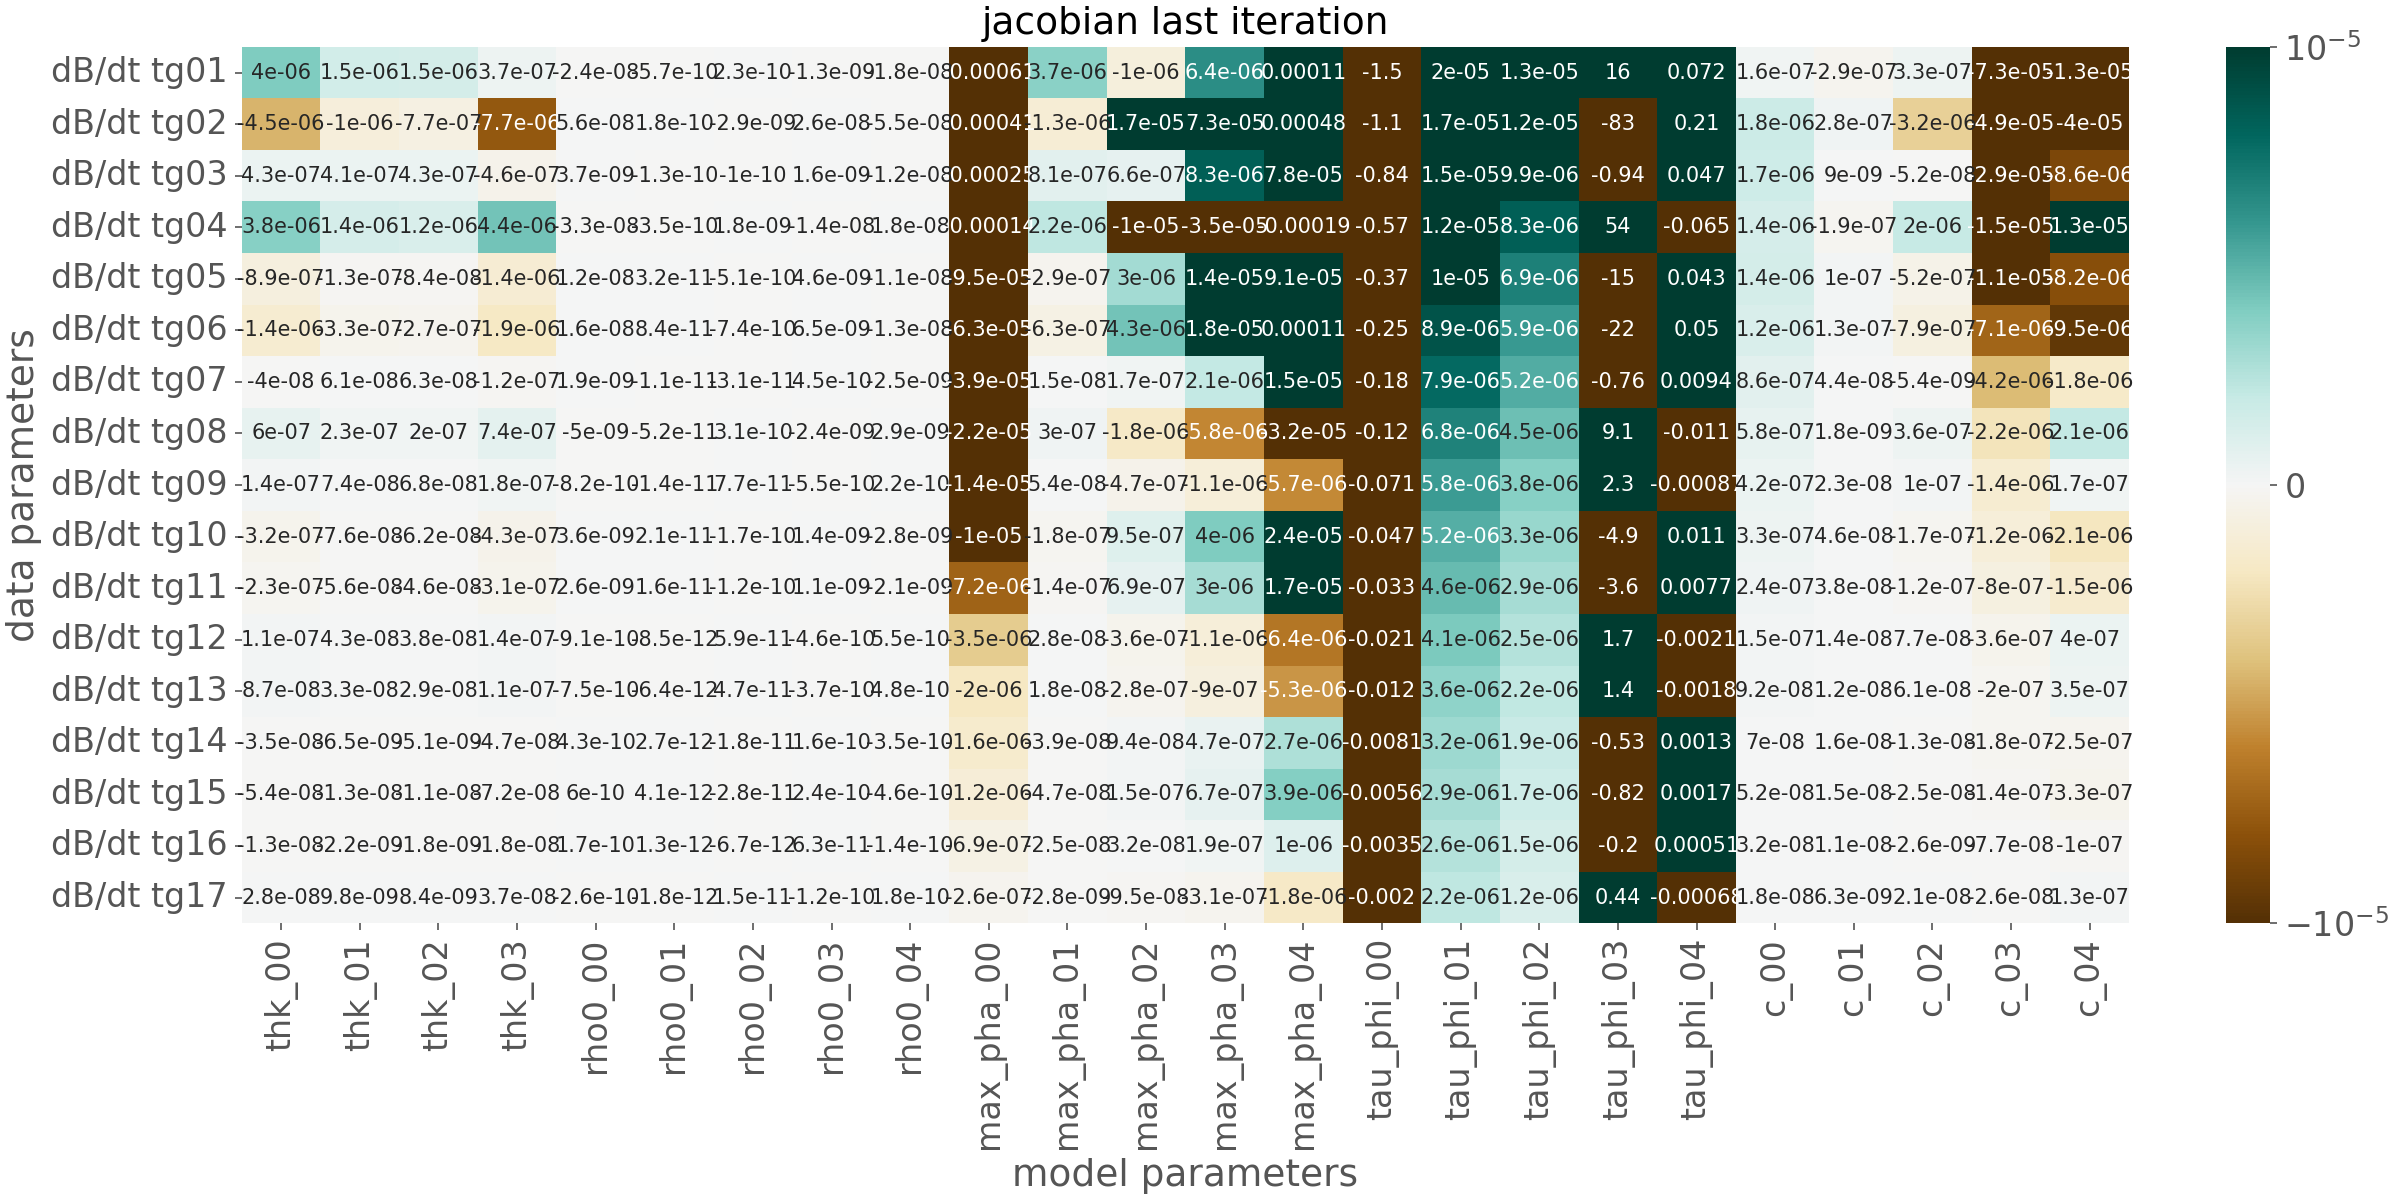 jacobian last iteration
dB/dt tg01 4e-06 1.5e-06 1.5e-06 3.7e-07 -2.4e-08 -5.7e-10 2.3e-10 -1.3e-09 -1.8e-08 -0.00061 3.7e-06 -1e-06 6.4e-06 0.00011 -1.5 2e-05 1.3e-05 16 0.072 1.6e-07 -2.9e-07 3.3e-07 -7.3e-05 -1.3e-05
dB/dt tg02 -4.5e-06 -1e-06 -7.7e-07 -7.7e-06 5.6e-08 1.8e-10 -2.9e-09 2.6e-08 -5.5e-08 -0.00041 -1.3e-06 1.7e-05 7.3e-05 0.00048 -1.1 1.7e-05 1.2e-05 -83 0.21 1.8e-06 2.8e-07 -3.2e-06 -4.9e-05 -4e-05
dB/dt tg03 4.3e-07 4.1e-07 4.3e-07 -4.6e-07 3.7e-09 -1.3e-10 -1e-10 1.6e-09 -1.2e-08 -0.00025 8.1e-07 6.6e-07 8.3e-06 7.8e-05 -0.84 1.5e-05 9.9e-06 -0.94 0.047 1.7e-06 9e-09 -5.2e-08 -2.9e-05 -8.6e-06
dB/dt tg04 3.8e-06 1.4e-06 1.2e-06 4.4e-06 -3.3e-08 -3.5e-10 1.8e-09 -1.4e-08 1.8e-08 -0.00014 2.2e-06 -1e-05 -3.5e-05 -0.00019 -0.57 1.2e-05 8.3e-06 54 -0.065 1.4e-06 -1.9e-07 2e-06 -1.5e-05 1.3e-05
dB/dt tg05 -8.9e-07 -1.3e-07 -8.4e-08 -1.4e-06 1.2e-08 3.2e-11 -5.1e-10 4.6e-09 -1.1e-08 -9.5e-05 -2.9e-07 3e-06 1.4e-05 9.1e-05 -0.37 1e-05 6.9e-06 -15 0.043 1.4e-06 1e-07 -5.2e-07 -1.1e-05 -8.2e-06
dB/dt tg06 -1.4e-06 -3.3e-07 -2.7e-07 -1.9e-06 1.6e-08 8.4e-11 -7.4e-10 6.5e-09 -1.3e-08 -6.3e-05 -6.3e-07 4.3e-06 1.8e-05 0.00011 -0.25 8.9e-06 5.9e-06 -22 0.05 1.2e-06 1.3e-07 -7.9e-07 -7.1e-06 -9.5e-06
dB/dt tg07 -4e-08 6.1e-08 6.3e-08 -1.2e-07 1.9e-09 -1.1e-11 -3.1e-11 4.5e-10 -2.5e-09 -3.9e-05 1.5e-08 1.7e-07 2.1e-06 1.5e-05 -0.18 7.9e-06 5.2e-06 -0.76 0.0094 8.6e-07 4.4e-08 -5.4e-09 -4.2e-06 -1.8e-06
dB/dt tg08 6e-07 2.3e-07 2e-07 7.4e-07 -5e-09 -5.2e-11 3.1e-10 -2.4e-09 2.9e-09 -2.2e-05 3e-07 -1.8e-06 -5.8e-06 -3.2e-05 -0.12 6.8e-06 4.5e-06 9.1 -0.011 5.8e-07 1.8e-09 3.6e-07 -2.2e-06 2.1e-06
dB/dt tg09 1.4e-07 7.4e-08 6.8e-08 1.8e-07 -8.2e-10 -1.4e-11 7.7e-11 -5.5e-10 2.2e-10 -1.4e-05 5.4e-08 -4.7e-07 -1.1e-06 -5.7e-06 -0.071 5.8e-06 3.8e-06 2.3 -0.00087 4.2e-07 2.3e-08 1e-07 -1.4e-06 1.7e-07
dB/dt tg10 -3.2e-07 -7.6e-08 -6.2e-08 -4.3e-07 3.6e-09 2.1e-11 -1.7e-10 1.4e-09 -2.8e-09 -1e-05 -1.8e-07 9.5e-07 4e-06 2.4e-05 -0.047 5.2e-06 3.3e-06 -4.9 0.011 3.3e-07 4.6e-08 -1.7e-07 -1.2e-06 -2.1e-06
dB/dt tg11 -2.3e-07 -5.6e-08 -4.6e-08 -3.1e-07 2.6e-09 1.6e-11 -1.2e-10 1.1e-09 -2.1e-09 -7.2e-06 -1.4e-07 6.9e-07 3e-06 1.7e-05 -0.033 4.6e-06 2.9e-06 -3.6 0.0077 2.4e-07 3.8e-08 -1.2e-07 -8e-07 -1.5e-06
dB/dt tg12 1.1e-07 4.3e-08 3.8e-08 1.4e-07 -9.1e-10 -8.5e-12 5.9e-11 -4.6e-10 5.5e-10 -3.5e-06 2.8e-08 -3.6e-07 -1.1e-06 -6.4e-06 -0.021 4.1e-06 2.5e-06 1.7 -0.0021 1.5e-07 1.4e-08 7.7e-08 -3.6e-07 4e-07
dB/dt tg13 8.7e-08 3.3e-08 2.9e-08 1.1e-07 -7.5e-10 -6.4e-12 4.7e-11 -3.7e-10 4.8e-10 -2e-06 1.8e-08 -2.8e-07 -9e-07 -5.3e-06 -0.012 3.6e-06 2.2e-06 1.4 -0.0018 9.2e-08 1.2e-08 6.1e-08 -2e-07 3.5e-07
dB/dt tg14 -3.5e-08 -6.5e-09 -5.1e-09 -4.7e-08 4.3e-10 2.7e-12 -1.8e-11 1.6e-10 -3.5e-10 -1.6e-06 -3.9e-08 9.4e-08 4.7e-07 2.7e-06 -0.0081 3.2e-06 1.9e-06 -0.53 0.0013 7e-08 1.6e-08 -1.3e-08 -1.8e-07 -2.5e-07
dB/dt tg15 -5.4e-08 -1.3e-08 -1.1e-08 -7.2e-08 6e-10 4.1e-12 -2.8e-11 2.4e-10 -4.6e-10 -1.2e-06 -4.7e-08 1.5e-07 6.7e-07 3.9e-06 -0.0056 2.9e-06 1.7e-06 -0.82 0.0017 5.2e-08 1.5e-08 -2.5e-08 -1.4e-07 -3.3e-07
dB/dt tg16 -1.3e-08 -2.2e-09 -1.8e-09 -1.8e-08 1.7e-10 1.3e-12 -6.7e-12 6.3e-11 -1.4e-10 -6.9e-07 -2.5e-08 3.2e-08 1.9e-07 1e-06 -0.0035 2.6e-06 1.5e-06 -0.2 0.00051 3.2e-08 1.1e-08 -2.6e-09 -7.7e-08 -1e-07
dB/dt tg17 2.8e-08 9.8e-09 8.4e-09 3.7e-08 -2.6e-10 -1.8e-12 1.5e-11 -1.2e-10 1.8e-10 -2.6e-07 -2.8e-09 -9.5e-08 -3.1e-07 -1.8e-06 -0.002 2.2e-06 1.2e-06 0.44 -0.00068 1.8e-08 6.3e-09 2.1e-08 -2.6e-08 1.3e-07
thk_00 thk_01 thk_02 thk_03 rho0_00 rho0_01 rho0_02 rho0_03 rho0_04 max_pha_00 max_pha_01 max_pha_02 max_pha_03 max_pha_04 tau_phi_00 tau_phi_01 tau_phi_02 tau_phi_03 tau_phi_04 c_00 c_01 c_02 c_03 c_04
model parameters
data parameters
10⁻⁵
0
−10⁻⁵